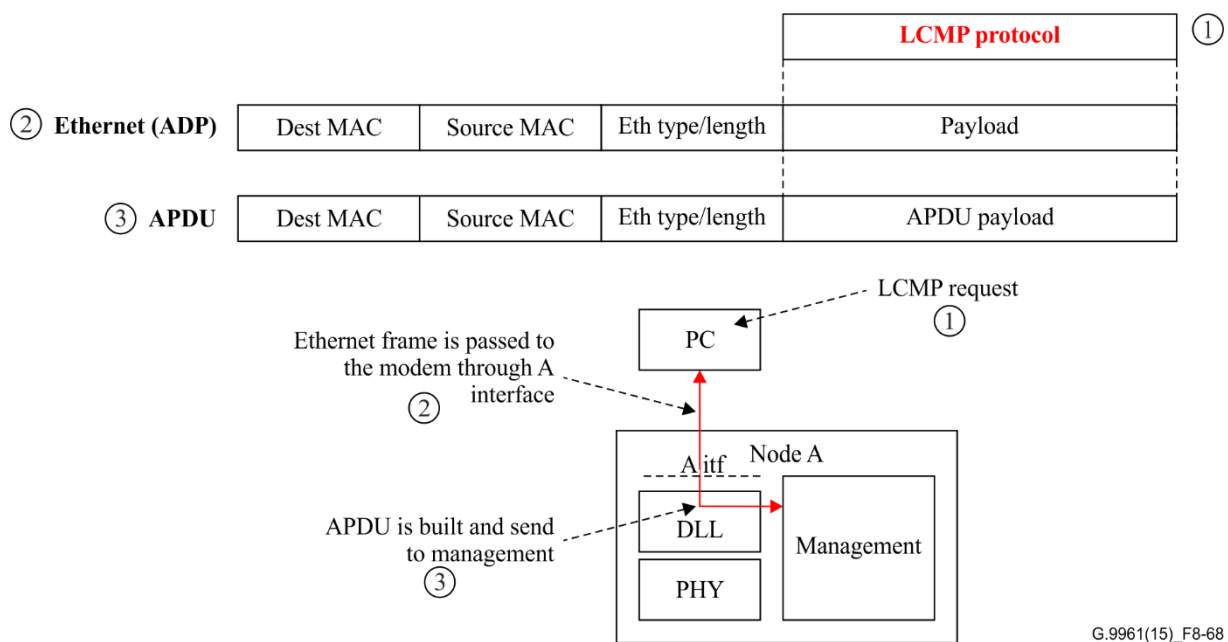 LCMP protocol
①
② Ethernet (ADP) Dest MAC Source MAC Eth type/length Payload
③ APDU Dest MAC Source MAC Eth type/length APDU payload
LCMP request
①
PC
Ethernet frame is passed to
the modem through A
interface
②
Node A
A itf
DLL
Management
APDU is built and send
to management
③
PHY
G.9961(15)_F8-68